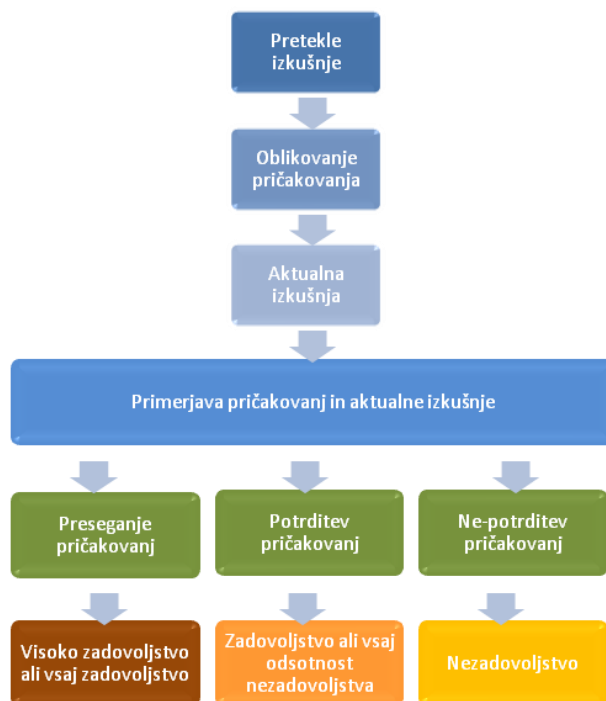 Pretekle
izkušnje
Oblikovanje
pričakovanja
Aktualna
izkušnja
Primerjava pričakovanj in aktualne izkušnje
Preseganje
pričakovanj
Potrditev
pričakovanj
Ne-potrditev
pričakovanj
Visoko zadovoljstvo
ali vsaj zadovoljstvo
Zadovoljstvo ali vsaj
odsotnost
nezadovoljstva
Nezadovoljstvo